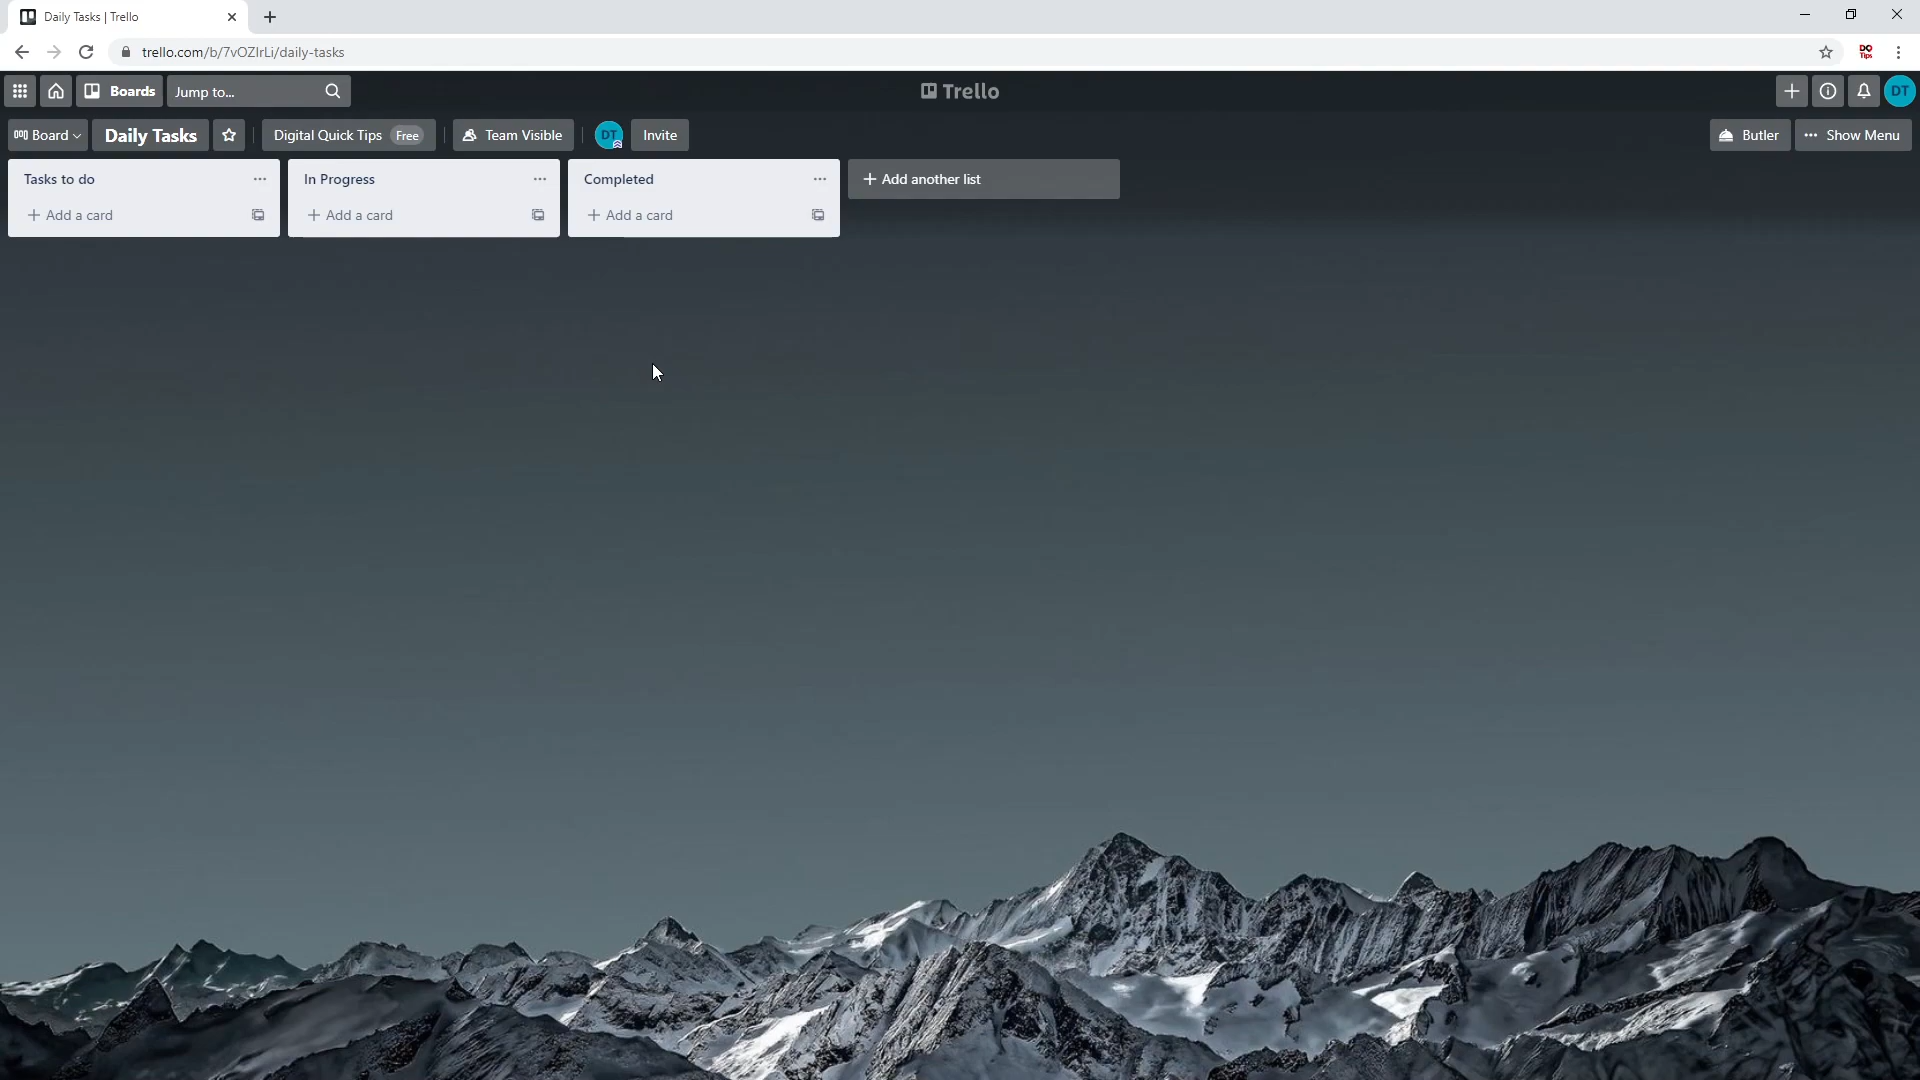 Daily Tasks | Trello
trello.com/b/7vOZIrLi/daily-tasks
Boards Jump to... Trello DT
Board Daily Tasks Digital Quick Tips Free Team Visible DT Invite Butler Show Menu
Tasks to do In Progress Completed + Add another list
+ Add a card + Add a card + Add a card